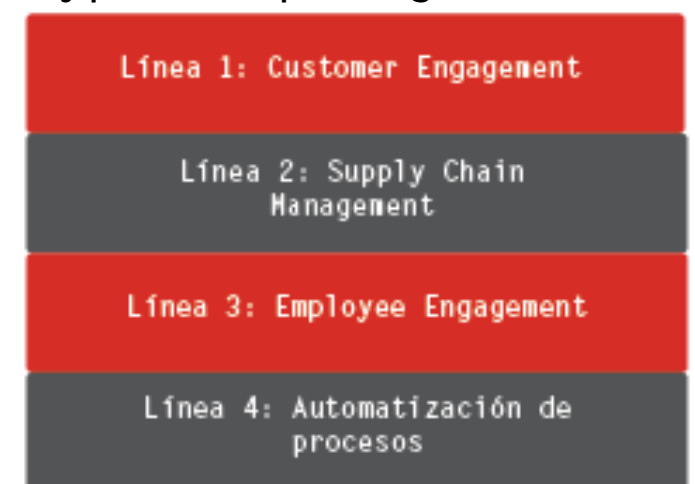 Línea 1: Customer Engagement
Línea 2: Supply Chain
Management
Línea 3: Employee Engagement
Línea 4: Automatización de
procesos